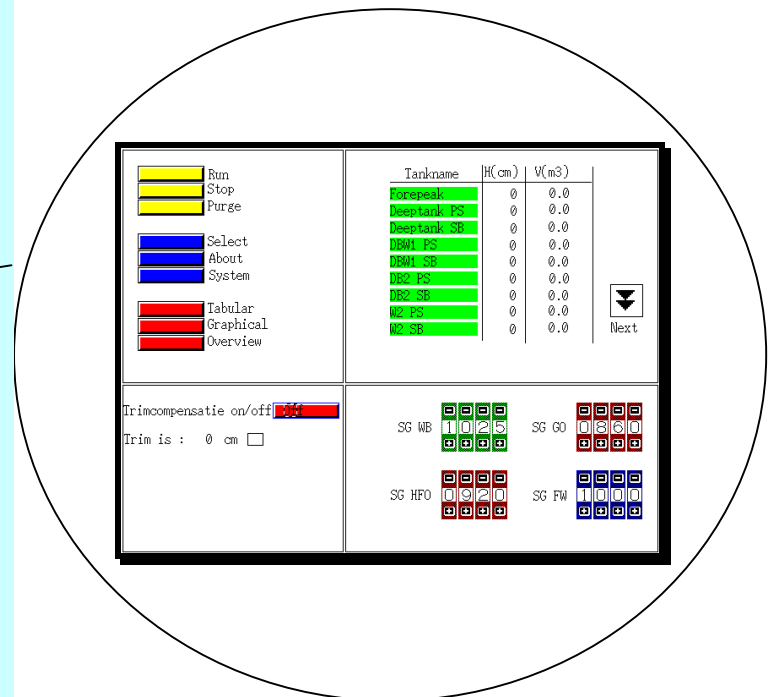 Run
Stop
Purge
Select
About
System
Tabular
Graphical
Overview
Tankname H(cm) V(m3)
Forepeak 0 0.0
Deeptank PS 0 0.0
Deeptank SB 0 0.0
DBW1 PS 0 0.0
DBW1 SB 0 0.0
DB2 PS 0 0.0
DB2 SB 0 0.0
W2 PS 0 0.0
W2 SB 0 0.0
Next
Trimcompensatie on/off Off
Trim is : 0 cm
SG WB 1025
SG GO 0860
SG HFO 0920
SG FW 1000